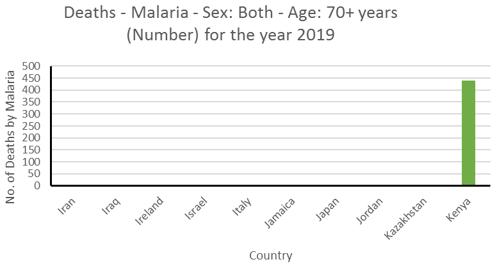 Deaths - Malaria - Sex: Both - Age: 70+ years
(Number) for the year 2019
No. of Deaths by Malaria
500
450
400
350
300
250
200
150
100
50
0
Iran
Iraq
Ireland
Israel
Italy
Jamaica
Japan
Jordan
Kazakhstan
Kenya
Country